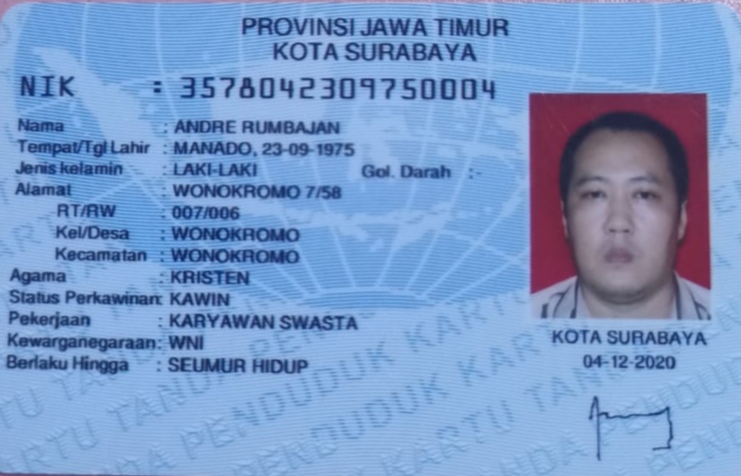 PROVINSI JAWA TIMUR
KOTA SURABAYA
NIK : 3578042309750004
Nama : ANDRE RUMBAJAN
Tempat/Tgl Lahir : MANADO, 23-09-1975
Jenis kelamin : LAKI-LAKI Gol. Darah :-
Alamat : WONOKROMO 7/58
RT/RW : 007/006
Kel/Desa : WONOKROMO
Kecamatan : WONOKROMO
Agama : KRISTEN
Status Perkawinan: KAWIN
Pekerjaan : KARYAWAN SWASTA
Kewarganegaraan: WNI
Berlaku Hingga : SEUMUR HIDUP
KOTA SURABAYA
04-12-2020
KARTU TANDA PENDUDUK KARTU TANDA PENDUDUK